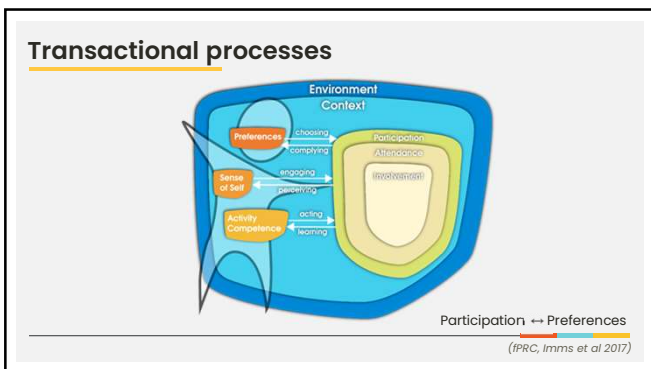 Transactional processes
Environment
Context
Preferences
choosing
complying
Participation
Attendance
Involvement
Sense
of Self
engaging
perceiving
Activity
Competence
acting
learning
Participation ↔ Preferences
(fPRC, Imms et al 2017)